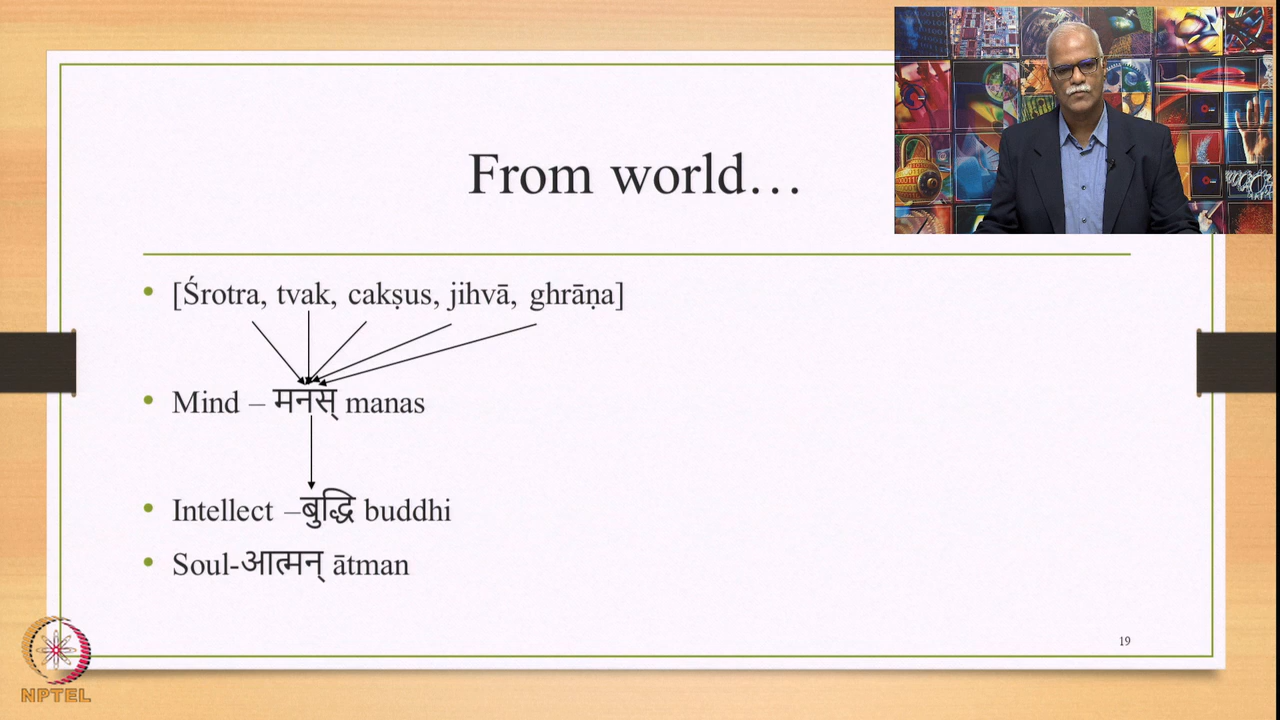 From world…
[Śrotra, tvak, cakṣus, jihvā, ghrāṇa]
Mind – मनस् manas
Intellect –बुद्धि buddhi
Soul-आत्मन् ātman
19
NPTEL